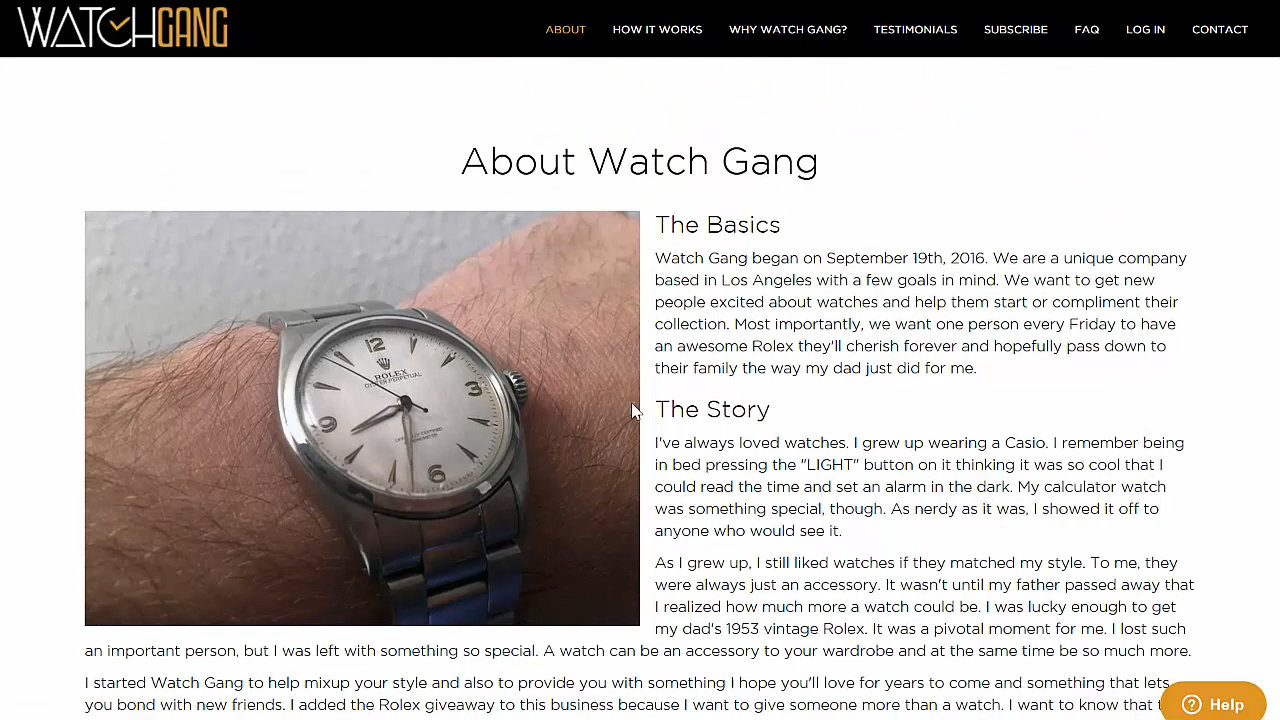 WATCHGANG
ABOUT
HOW IT WORKS
WHY WATCH GANG?
TESTIMONIALS
SUBSCRIBE
FAQ
LOG IN
CONTACT
About Watch Gang
12
ROLEX
OYSTER PERPETUAL
3
9
6
The Basics
Watch Gang began on September 19th, 2016. We are a unique company
based in Los Angeles with a few goals in mind. We want to get new
people excited about watches and help them start or compliment their
collection. Most importantly, we want one person every Friday to have
an awesome Rolex they'll cherish forever and hopefully pass down to
their family the way my dad just did for me.
The Story
I've always loved watches. I grew up wearing a Casio. I remember being
in bed pressing the "LIGHT" button on it thinking it was so cool that I
could read the time and set an alarm in the dark. My calculator watch
was something special, though. As nerdy as it was, I showed it off to
anyone who would see it.
As I grew up, I still liked watches if they matched my style. To me, they
were always just an accessory. It wasn't until my father passed away that
I realized how much more a watch could be. I was lucky enough to get
my dad's 1953 vintage Rolex. It was a pivotal moment for me. I lost such
an important person, but I was left with something so special. A watch can be an accessory to your wardrobe and at the same time be so much more.
I started Watch Gang to help mixup your style and also to provide you with something I hope you'll love for years to come and something that lets
you bond with new friends. I added the Rolex giveaway to this business because I want to give someone more than a watch. I want to know that
Help